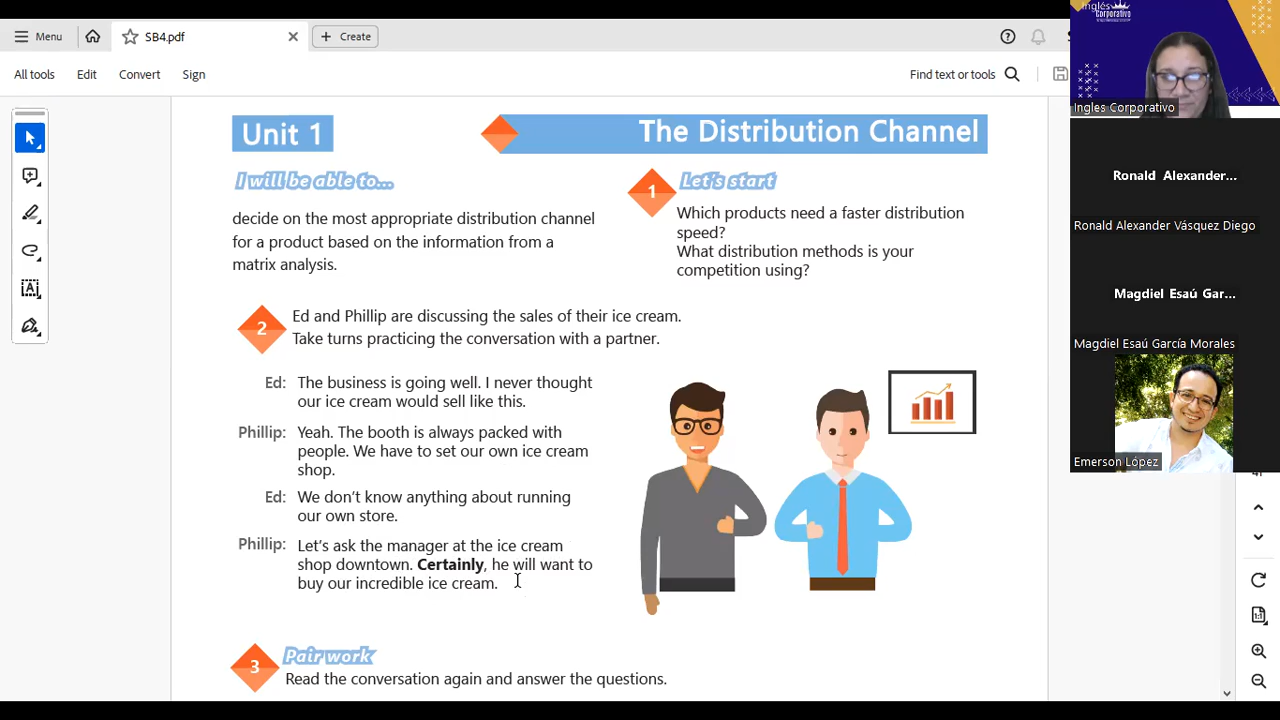 Menu
SB4.pdf
Create
All tools
Edit
Convert
Sign
Find text or tools
Unit 1
The Distribution Channel
I will be able to...
decide on the most appropriate distribution channel
for a product based on the information from a
matrix analysis.
1
Let's start
Which products need a faster distribution
speed?
What distribution methods is your
competition using?
2
Ed and Phillip are discussing the sales of their ice cream.
Take turns practicing the conversation with a partner.
Ed: The business is going well. I never thought
our ice cream would sell like this.
Phillip: Yeah. The booth is always packed with
people. We have to set our own ice cream
shop.
Ed: We don't know anything about running
our own store.
Phillip: Let's ask the manager at the ice cream
shop downtown. Certainly, he will want to
buy our incredible ice cream.
3
Pair work
Read the conversation again and answer the questions.
Inglés
Corporativo
Ingles Corporativo
Ronald Alexander...
Ronald Alexander Vásquez Diego
Magdiel Esaú Gar...
Magdiel Esaú García Morales
Emerson López
1:1